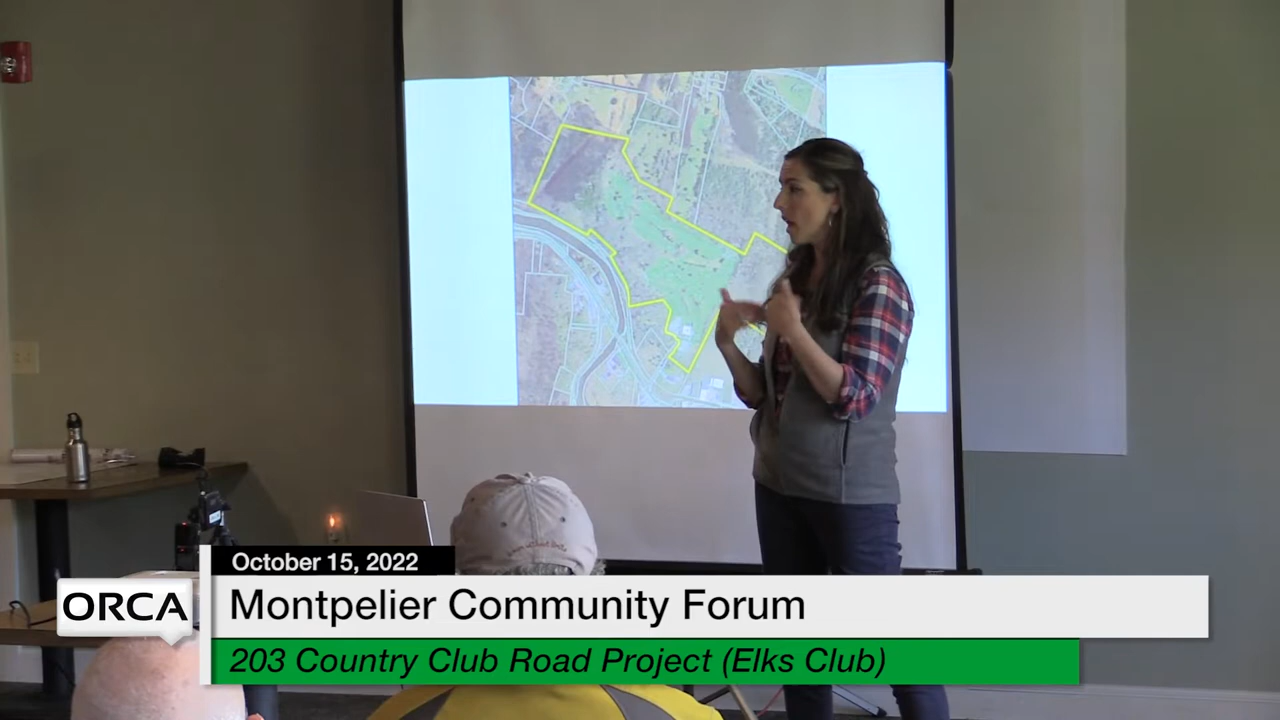 October 15, 2022
ORCA
Montpelier Community Forum
203 Country Club Road Project (Elks Club)